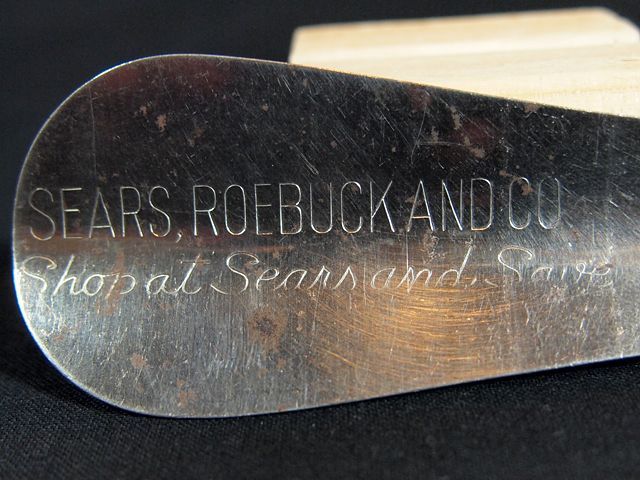 SEARS, ROEBUCK AND CO
Shop at Sears and Save